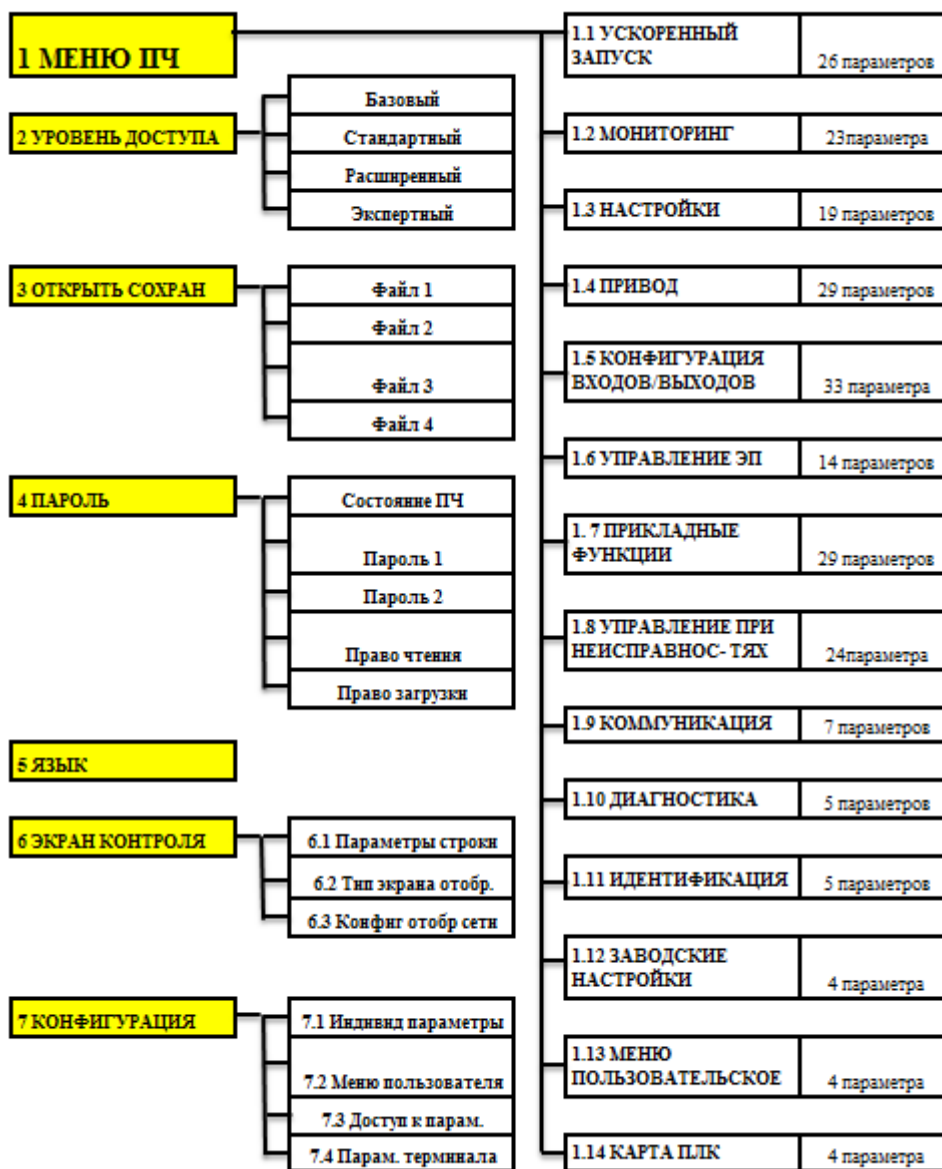 1 МЕНЮ ПЧ
2 УРОВЕНЬ ДОСТУПА
Базовый
Стандартный
Расширенный
Экспертный
3 ОТКРЫТЬ СОХРАН
Файл 1
Файл 2
Файл 3
Файл 4
4 ПАРОЛЬ
Состояние ПЧ
Пароль 1
Пароль 2
Право чтения
Право загрузки
5 ЯЗЫК
6 ЭКРАН КОНТРОЛЯ
6.1 Параметры строки
6.2 Тип экрана отобр.
6.3 Конфиг отобр сети
7 КОНФИГУРАЦИЯ
7.1 Индивид параметры
7.2 Меню пользователя
7.3 Доступ к парам.
7.4 Парам. терминала
1.1 УСКОРЕННЫЙ
ЗАПУСК
26 параметров
1.2 МОНИТОРИНГ
23параметра
1.3 НАСТРОЙКИ
19 параметров
1.4 ПРИВОД
29 параметров
1.5 КОНФИГУРАЦИЯ
ВХОДОВ/ВЫХОДОВ
33 параметра
1.6 УПРАВЛЕНИЕ ЭП
14 параметров
1. 7 ПРИКЛАДНЫЕ
ФУНКЦИИ
29 параметров
1.8 УПРАВЛЕНИЕ ПРИ
НЕИСПРАВНОС- ТЯХ
24параметра
1.9 КОММУНИКАЦИЯ
7 параметров
1.10 ДИАГНОСТИКА
5 параметров
1.11 ИДЕНТИФИКАЦИЯ
5 параметров
1.12 ЗАВОДСКИЕ
НАСТРОЙКИ
4 параметра
1.13 МЕНЮ
ПОЛЬЗОВАТЕЛЬСКОЕ
4 параметра
1.14 КАРТА ПЛК
4 параметра